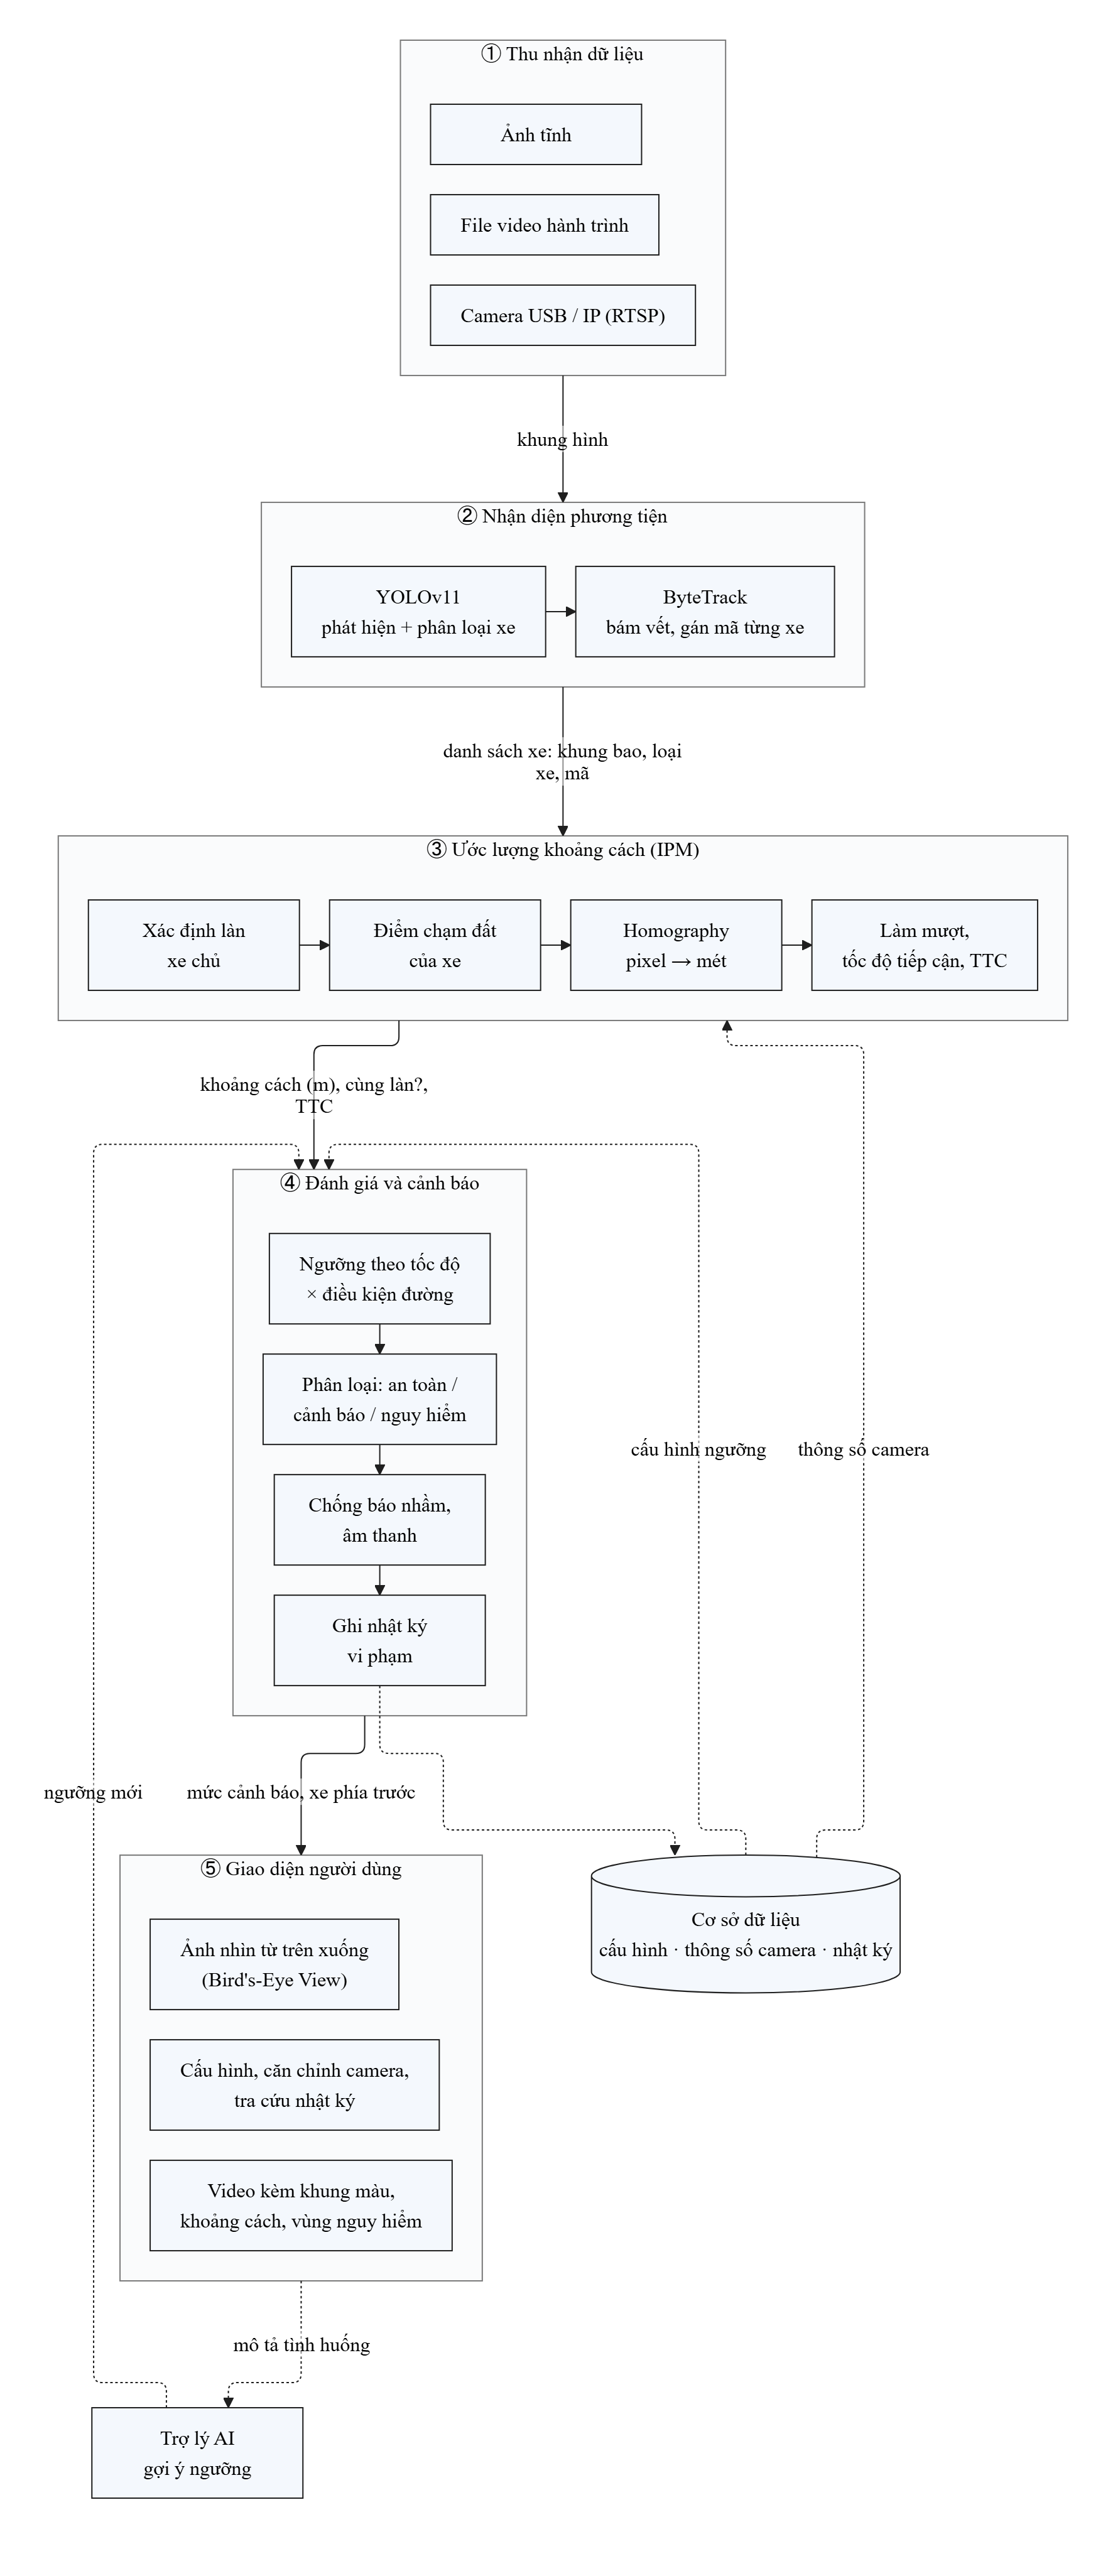 ① Thu nhận dữ liệu
Ảnh tĩnh
File video hành trình
Camera USB / IP (RTSP)
khung hình
② Nhận diện phương tiện
YOLOv11
phát hiện + phân loại xe
ByteTrack
bám vết, gán mã từng xe
danh sách xe: khung bao, loại
xe, mã
③ Ước lượng khoảng cách (IPM)
Xác định làn
xe chủ
Điểm chạm đất
của xe
Homography
pixel → mét
Làm mượt,
tốc độ tiếp cận, TTC
khoảng cách (m), cùng làn?,
TTC
④ Đánh giá và cảnh báo
Ngưỡng theo tốc độ
× điều kiện đường
Phân loại: an toàn /
cảnh báo / nguy hiểm
cấu hình ngưỡng
thông số camera
Chống báo nhầm,
âm thanh
Ghi nhật ký
vi phạm
ngưỡng mới
mức cảnh báo, xe phía trước
⑤ Giao diện người dùng
Ảnh nhìn từ trên xuống
(Bird's-Eye View)
Cơ sở dữ liệu
cấu hình · thông số camera · nhật ký
Cấu hình, căn chỉnh camera,
tra cứu nhật ký
Video kèm khung màu,
khoảng cách, vùng nguy hiểm
mô tả tình huống
Trợ lý AI
gợi ý ngưỡng